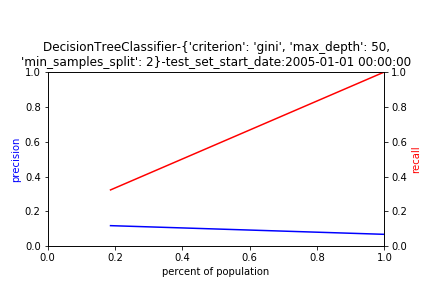 DecisionTreeClassifier-{'criterion': 'gini', 'max_depth': 50,
'min_samples_split': 2}-test_set_start_date:2005-01-01 00:00:00
1.0
0.8
0.6
0.4
0.2
0.0
precision
1.0
0.8
0.6
0.4
0.2
0.0
recall
0.0 0.2 0.4 0.6 0.8 1.0
percent of population